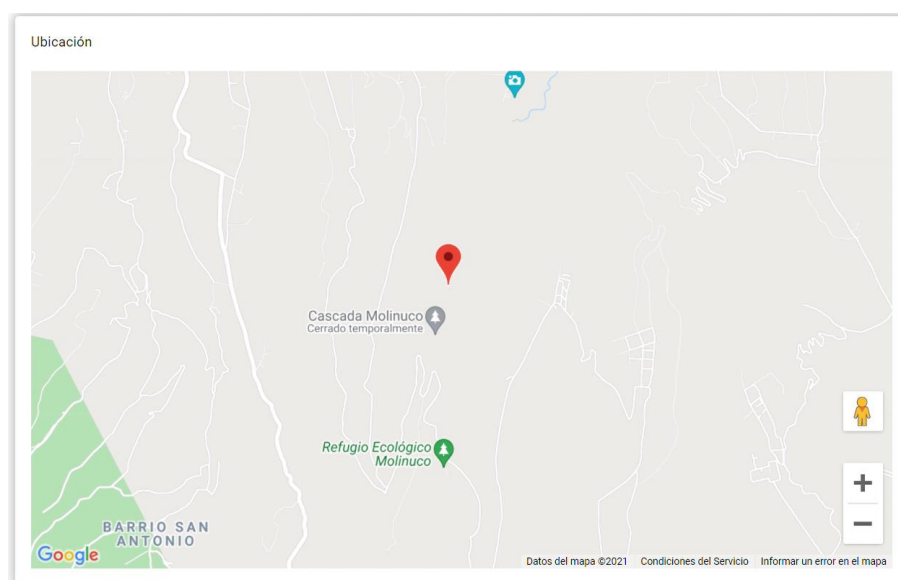 Ubicación
Cascada Molinuco
Cerrado temporalmente
Refugio Ecológico
Molinuco
BARRIO SAN
ANTONIO
Google
Datos del mapa ©2021 Condiciones del Servicio Informar un error en el mapa